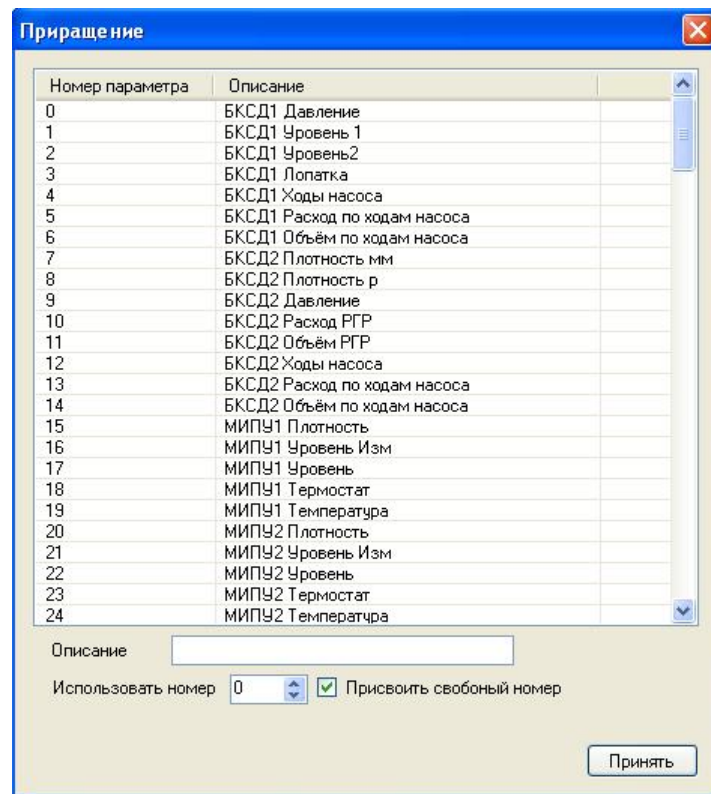 Приращение
Номер параметра Описание
0 БКСД1 Давление
1 БКСД1 Уровень 1
2 БКСД1 Уровень2
3 БКСД1 Лопатка
4 БКСД1 Ходы насоса
5 БКСД1 Расход по ходам насоса
6 БКСД1 Объём по ходам насоса
7 БКСД2 Плотность мм
8 БКСД2 Плотность р
9 БКСД2 Давление
10 БКСД2 Расход РГР
11 БКСД2 Объём РГР
12 БКСД2 Ходы насоса
13 БКСД2 Расход по ходам насоса
14 БКСД2 Объём по ходам насоса
15 МИПУ1 Плотность
16 МИПУ1 Уровень Изм
17 МИПУ1 Уровень
18 МИПУ1 Термостат
19 МИПУ1 Температура
20 МИПУ2 Плотность
21 МИПУ2 Уровень Изм
22 МИПУ2 Уровень
23 МИПУ2 Термостат
24 МИПУ2 Температура
Описание
Использовать номер 0 Присвоить свобоный номер
Принять